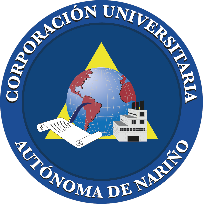 CORPORACIÓN UNIVERSITARIA
AUTÓNOMA DE NARIÑO